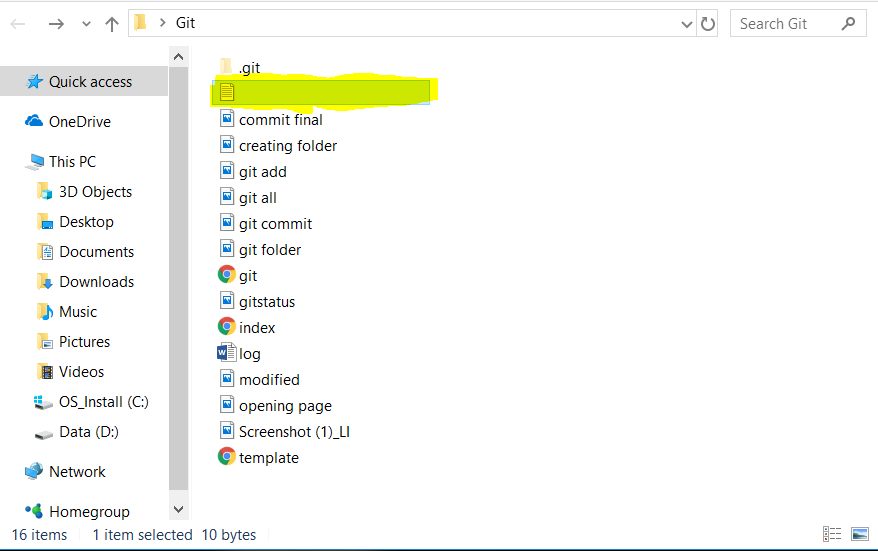 Git
Search Git
Quick access
OneDrive
This PC
3D Objects
Desktop
Documents
Downloads
Music
Pictures
Videos
OS_Install (C:)
Data (D:)
Network
Homegroup
.git
commit final
creating folder
git add
git all
git commit
git folder
git
gitstatus
index
log
modified
opening page
Screenshot (1)_LI
template
16 items 1 item selected 10 bytes